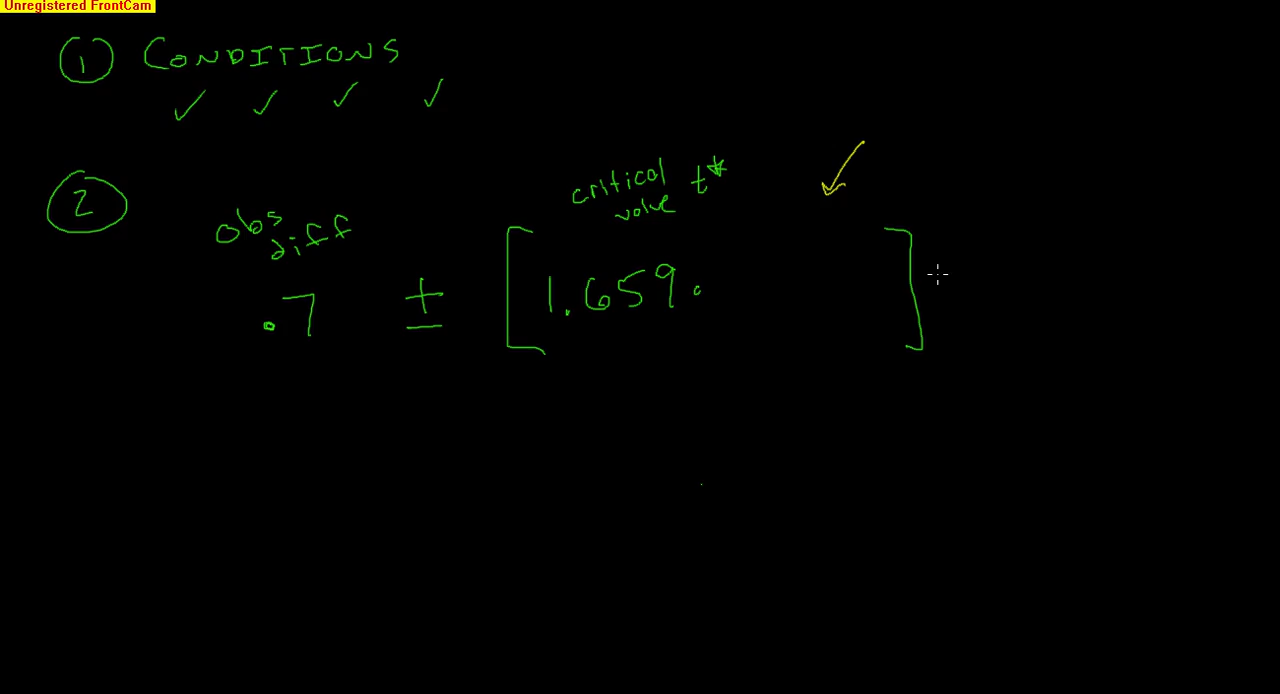 Unregistered FrontCam
1 CONDITIONS
✓ ✓ ✓ ✓
2
obs diff
critical value t*
.7 ± [1.659· ]